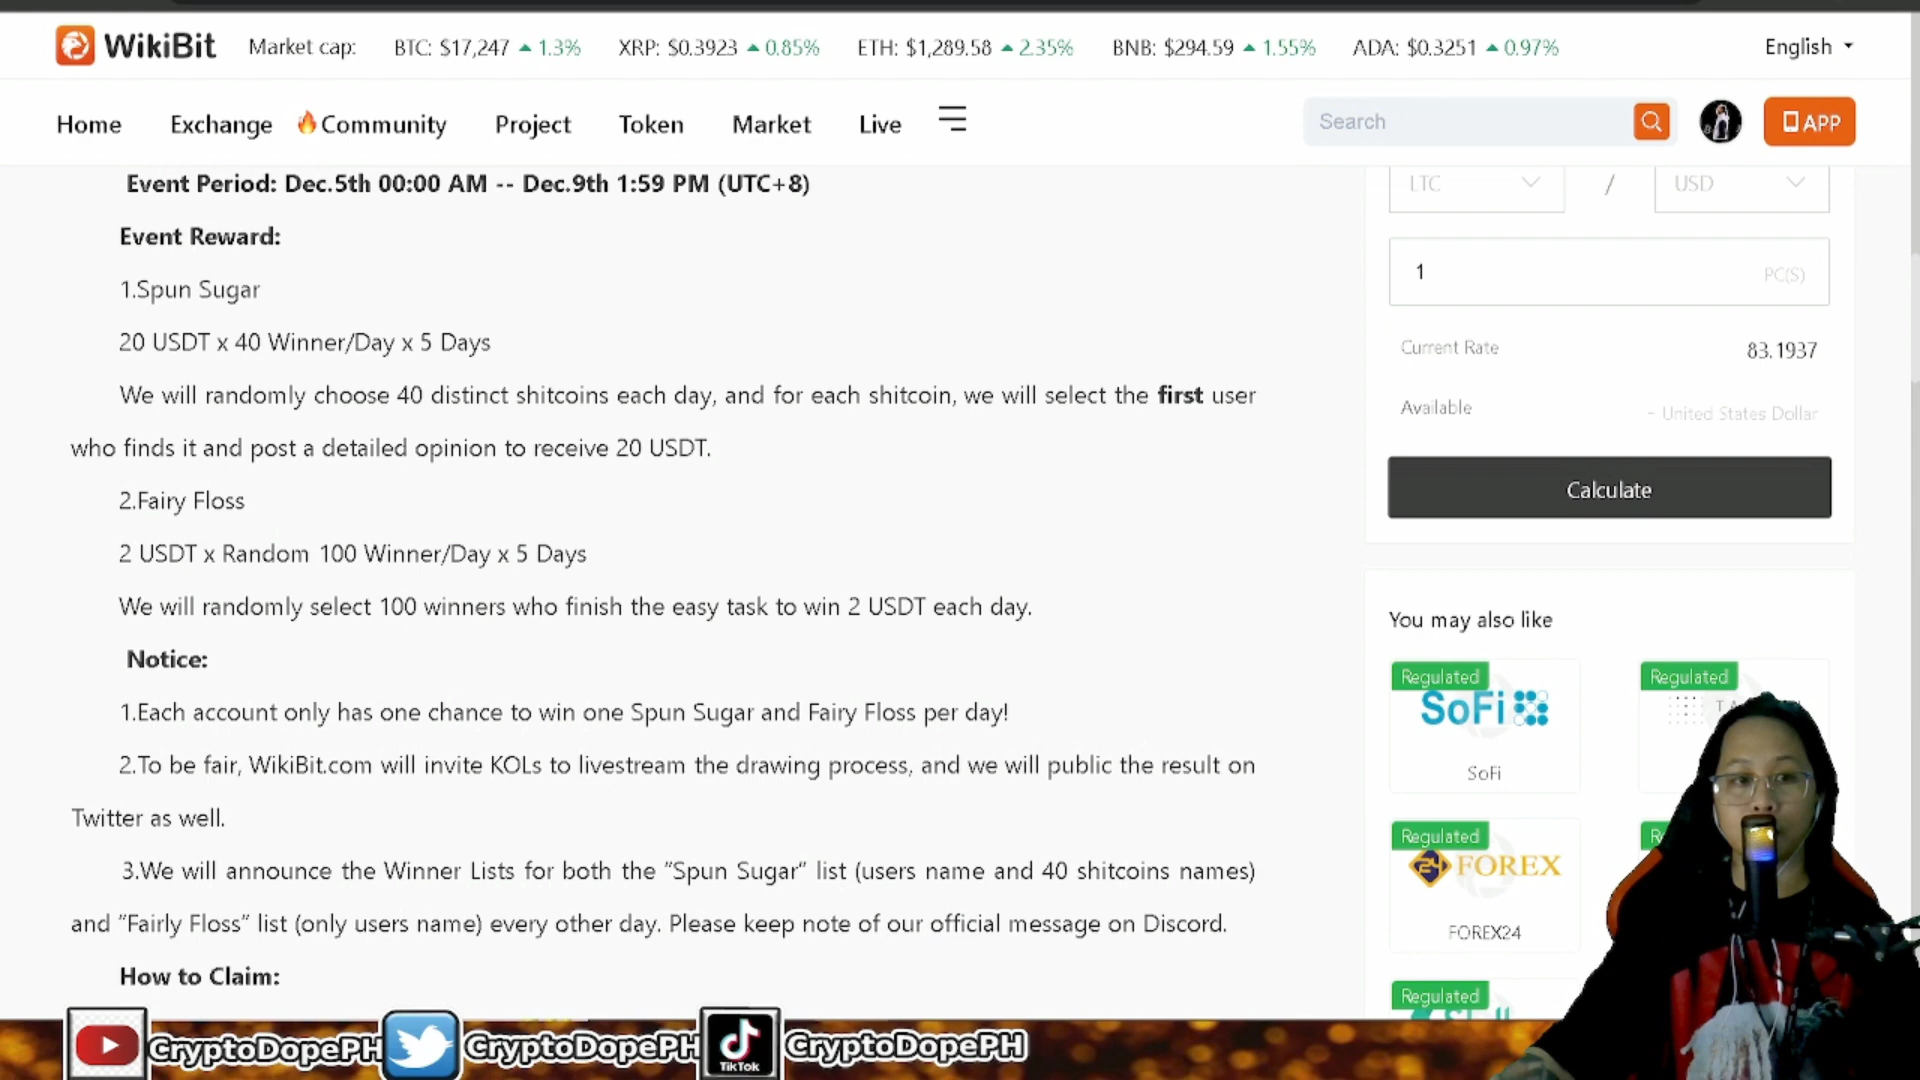 WikiBit Market cap: BTC: $17,247 1.3% XRP: $0.3923 0.85% ETH: $1,289.58 2.35% BNB: $294.59 1.55% ADA: $0.3251 0.97% English
Home Exchange Community Project Token Market Live Search APP
Event Period: Dec.5th 00:00 AM -- Dec.9th 1:59 PM (UTC+8)
Event Reward:
1.Spun Sugar
20 USDT x 40 Winner/Day x 5 Days
We will randomly choose 40 distinct shitcoins each day, and for each shitcoin, we will select the first user
who finds it and post a detailed opinion to receive 20 USDT.
2.Fairy Floss
2 USDT x Random 100 Winner/Day x 5 Days
We will randomly select 100 winners who finish the easy task to win 2 USDT each day.
Notice:
1.Each account only has one chance to win one Spun Sugar and Fairy Floss per day!
2.To be fair, WikiBit.com will invite KOLs to livestream the drawing process, and we will public the result on
Twitter as well.
3.We will announce the Winner Lists for both the "Spun Sugar" list (users name and 40 shitcoins names)
and "Fairly Floss" list (only users name) every other day. Please keep note of our official message on Discord.
How to Claim:
LTC / USD
1 PC(S)
Current Rate 83.1937
Available - United States Dollar
Calculate
You may also like
Regulated Regulated
SoFi
SoFi
Regulated
24 FOREX
FOREX24
Regulated
CryptoDopePH CryptoDopePH TikTok CryptoDopePH